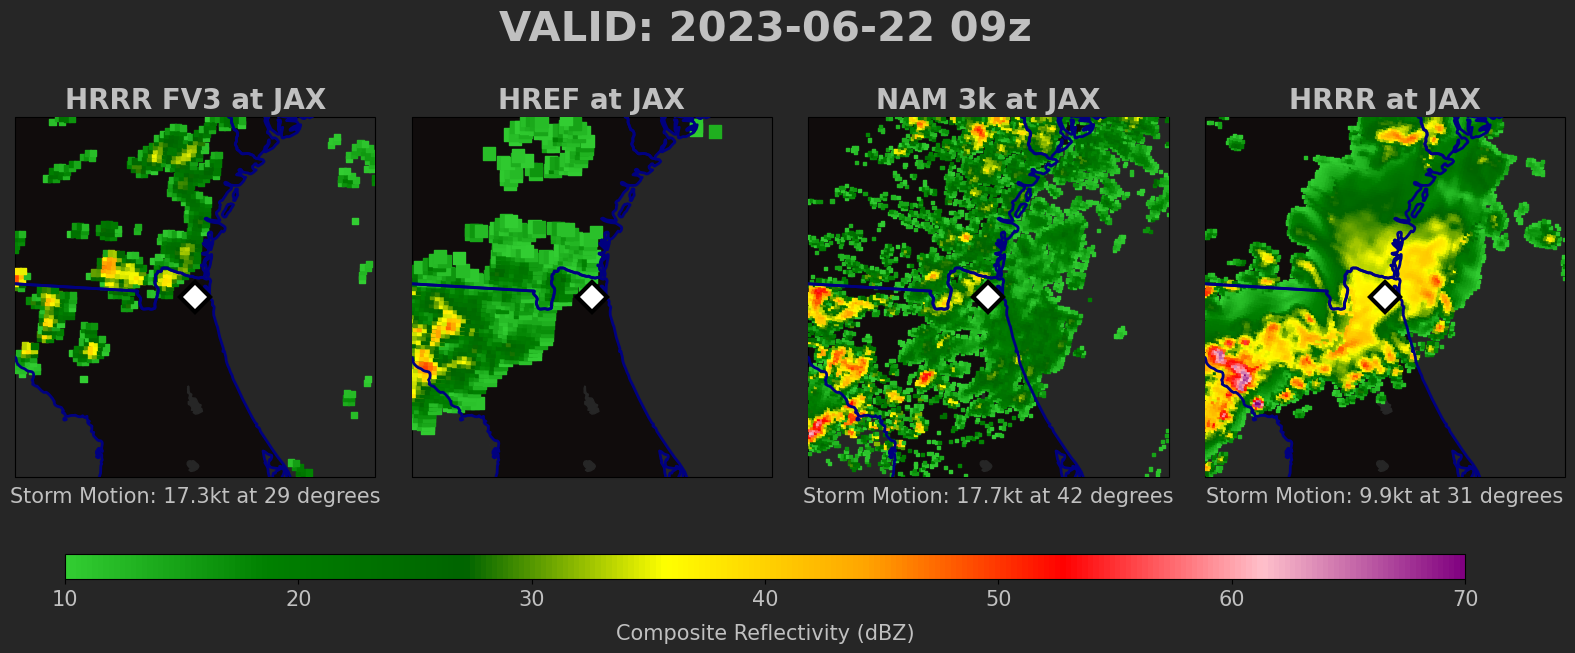 VALID: 2023-06-22 09z
HRRR FV3 at JAX
HREF at JAX
NAM 3k at JAX
HRRR at JAX
Storm Motion: 17.3kt at 29 degrees
Storm Motion: 17.7kt at 42 degrees
Storm Motion: 9.9kt at 31 degrees
10 20 30 40 50 60 70
Composite Reflectivity (dBZ)